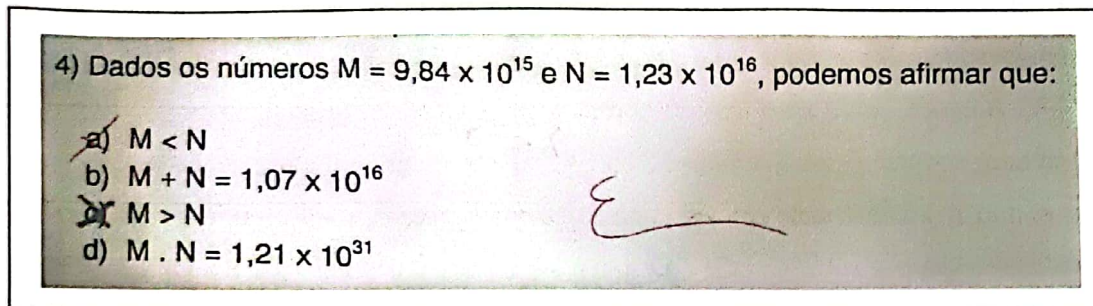 4) Dados os números M = 9,84 x 10¹⁵ e N = 1,23 x 10¹⁶, podemos afirmar que:
a) M < N
b) M + N = 1,07 x 10¹⁶
c) M > N
d) M . N = 1,21 x 10³¹